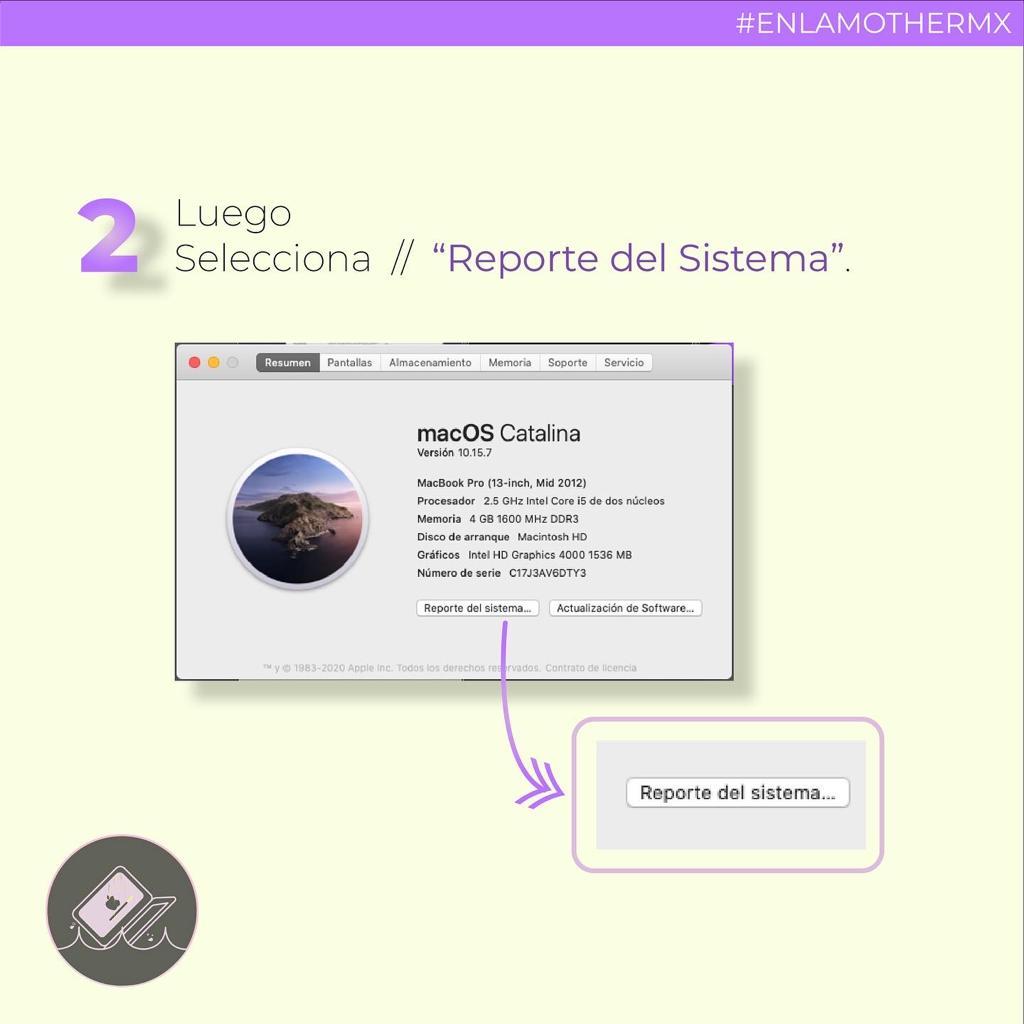 #ENLAMOTHERMX
2
Luego
Selecciona // “Reporte del Sistema”.
Resumen Pantallas Almacenamiento Memoria Soporte Servicio
macOS Catalina
Versión 10.15.7
MacBook Pro (13-inch, Mid 2012)
Procesador 2.5 GHz Intel Core i5 de dos núcleos
Memoria 4 GB 1600 MHz DDR3
Disco de arranque Macintosh HD
Gráficos Intel HD Graphics 4000 1536 MB
Número de serie C17J3AV6DTY3
Reporte del sistema... Actualización de Software...
™ y © 1983-2020 Apple Inc. Todos los derechos reservados. Contrato de licencia
Reporte del sistema...